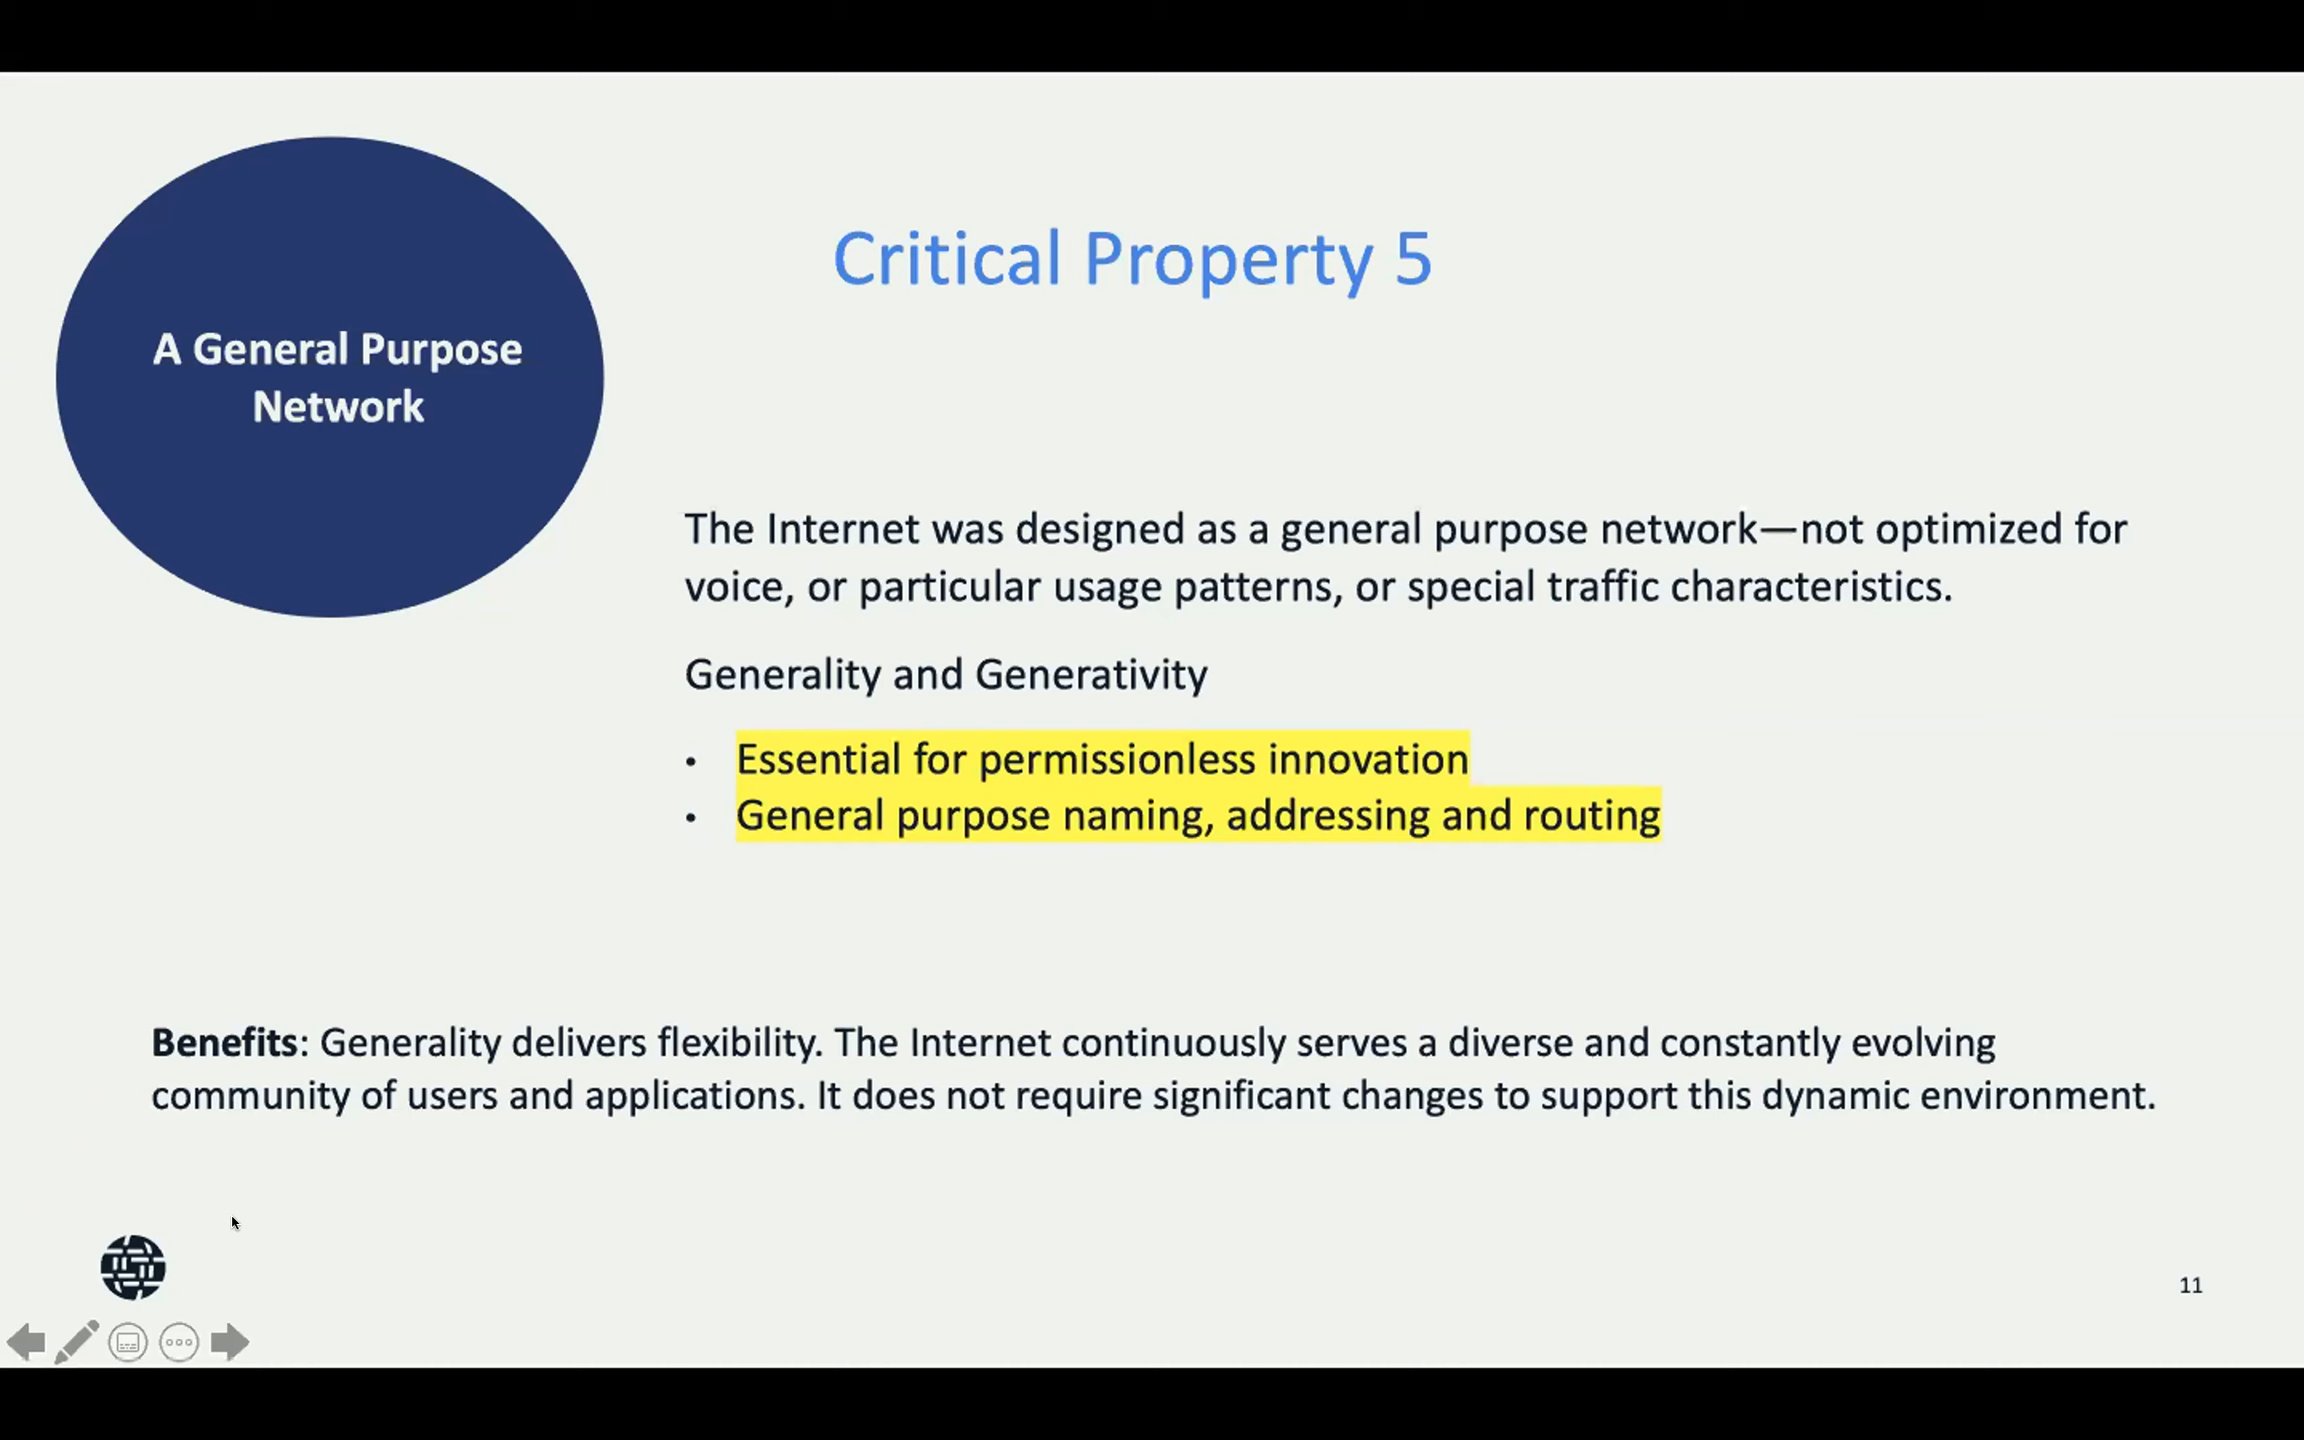 A General Purpose
Network
Critical Property 5
The Internet was designed as a general purpose network—not optimized for
voice, or particular usage patterns, or special traffic characteristics.
Generality and Generativity
• Essential for permissionless innovation
• General purpose naming, addressing and routing
Benefits: Generality delivers flexibility. The Internet continuously serves a diverse and constantly evolving
community of users and applications. It does not require significant changes to support this dynamic environment.
11